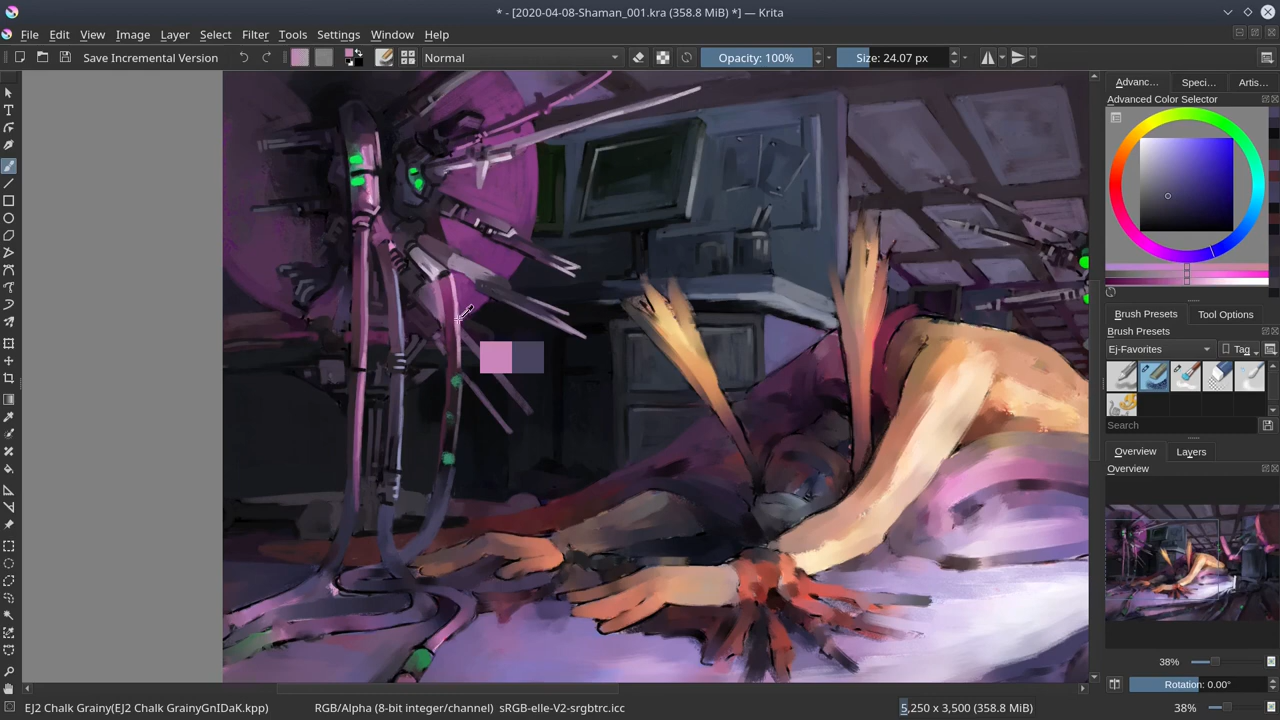 * - [2020-04-08-Shaman_001.kra (358.8 MiB) *] — Krita
File Edit View Image Layer Select Filter Tools Settings Window Help
Save Incremental Version Normal Opacity: 100% Size: 24.07 px
Advanc... Speci... Artis...
Advanced Color Selector
Brush Presets Tool Options
Brush Presets
Ej-Favorites Tag
Search
Overview Layers
Overview
38%
Rotation: 0.00°
EJ2 Chalk Grainy(EJ2 Chalk GrainyGnIDaK.kpp) RGB/Alpha (8-bit integer/channel) sRGB-elle-V2-srgbtrc.icc 5,250 x 3,500 (358.8 MiB) 38%